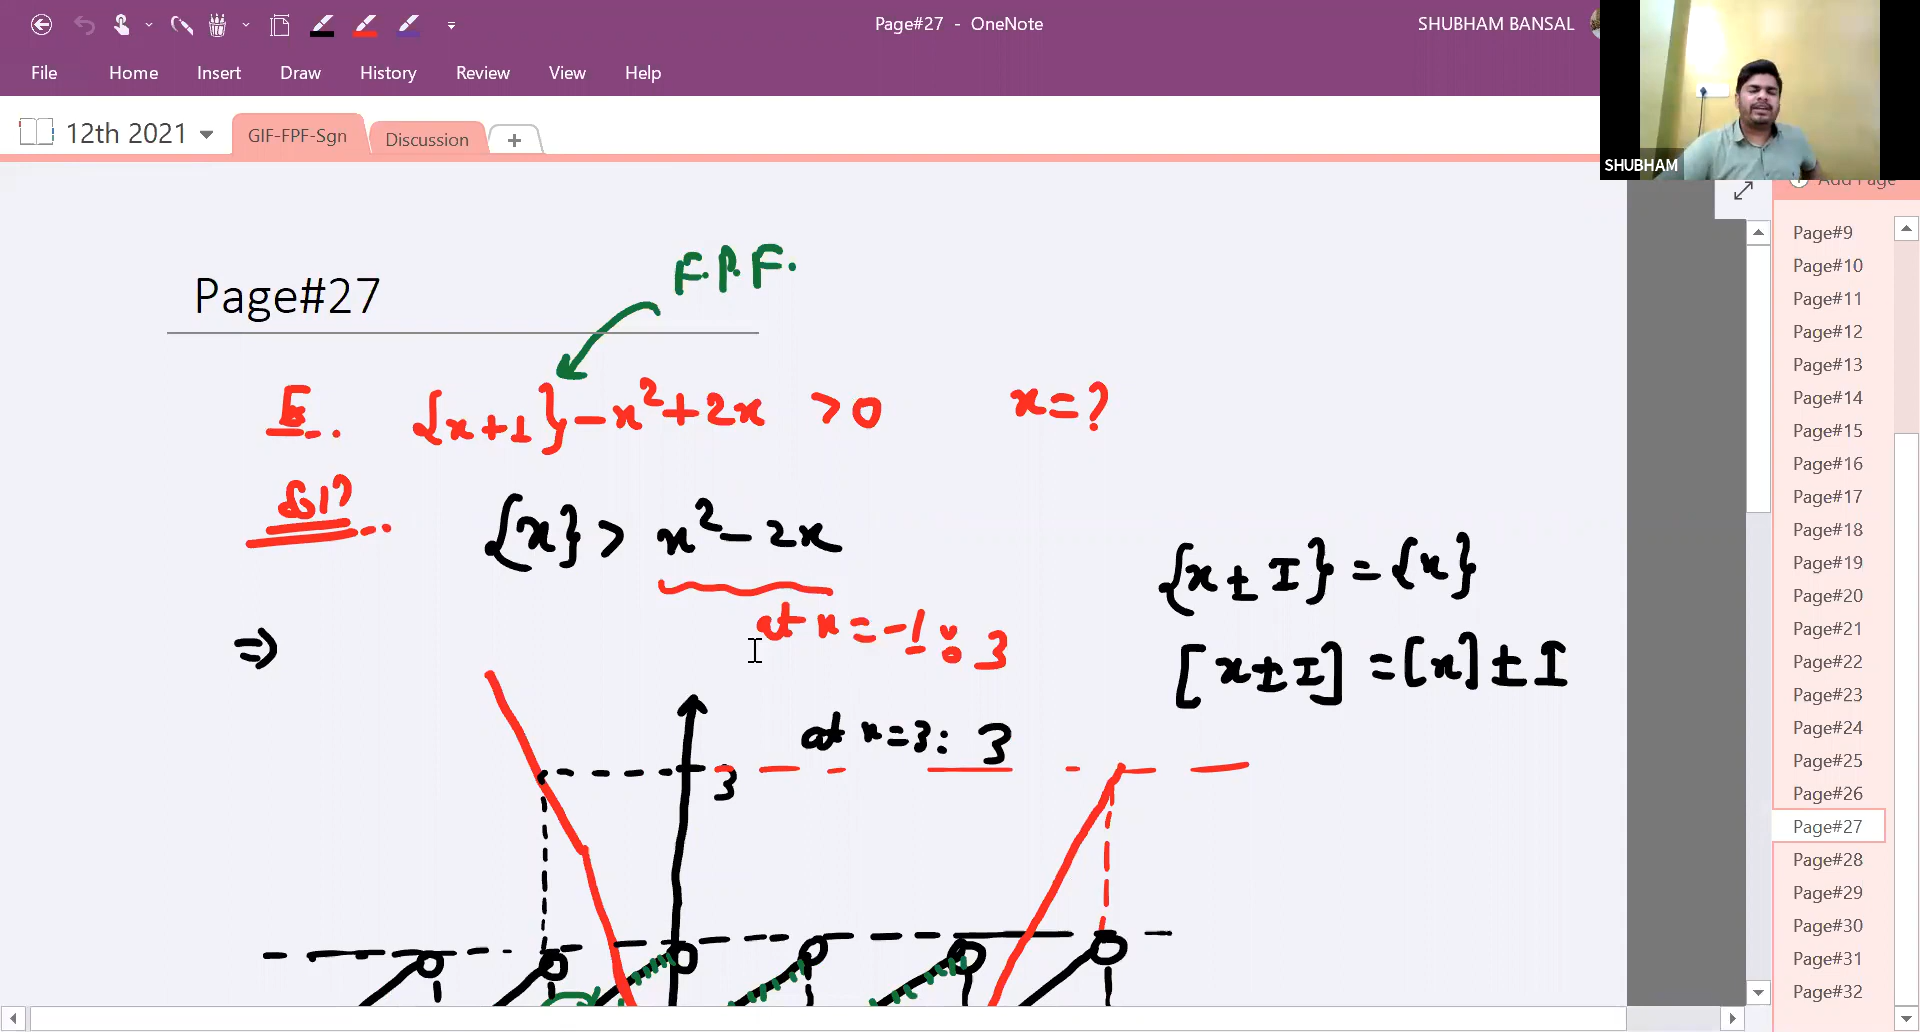 Page#27 - OneNote
SHUBHAM BANSAL
File Home Insert Draw History Review View Help
12th 2021
GIF-FPF-Sgn
Discussion
SHUBHAM
Add Page
Page#9
Page#10
Page#11
Page#12
Page#13
Page#14
Page#15
Page#16
Page#17
Page#18
Page#19
Page#20
Page#21
Page#22
Page#23
Page#24
Page#25
Page#26
Page#27
Page#28
Page#29
Page#30
Page#31
Page#32
Page#27
F.P.F.
Ex. {x+1}-x²+2x >0 x=?
Solⁿ
{x} > x²-2x
{x±I}={x}
at x=-1: 3
⇒
[x±I]=[x]±I
at x=3: 3
3